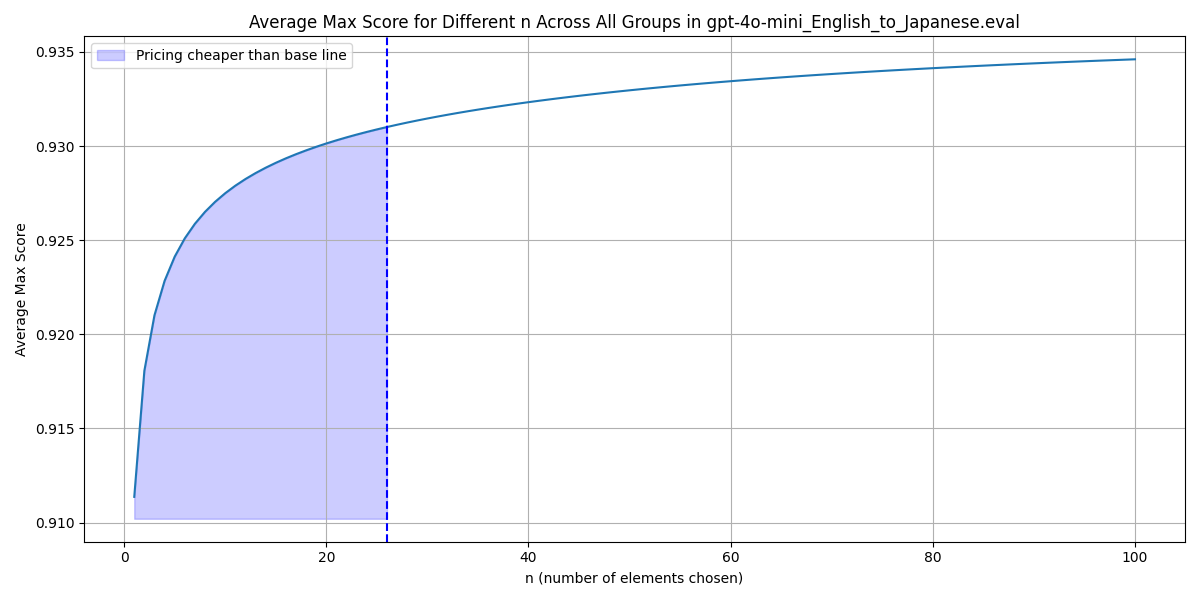 Average Max Score for Different n Across All Groups in gpt-4o-mini_English_to_Japanese.eval
Pricing cheaper than base line
0.935
0.930
0.925
0.920
0.915
0.910
Average Max Score
0 20 40 60 80 100
n (number of elements chosen)